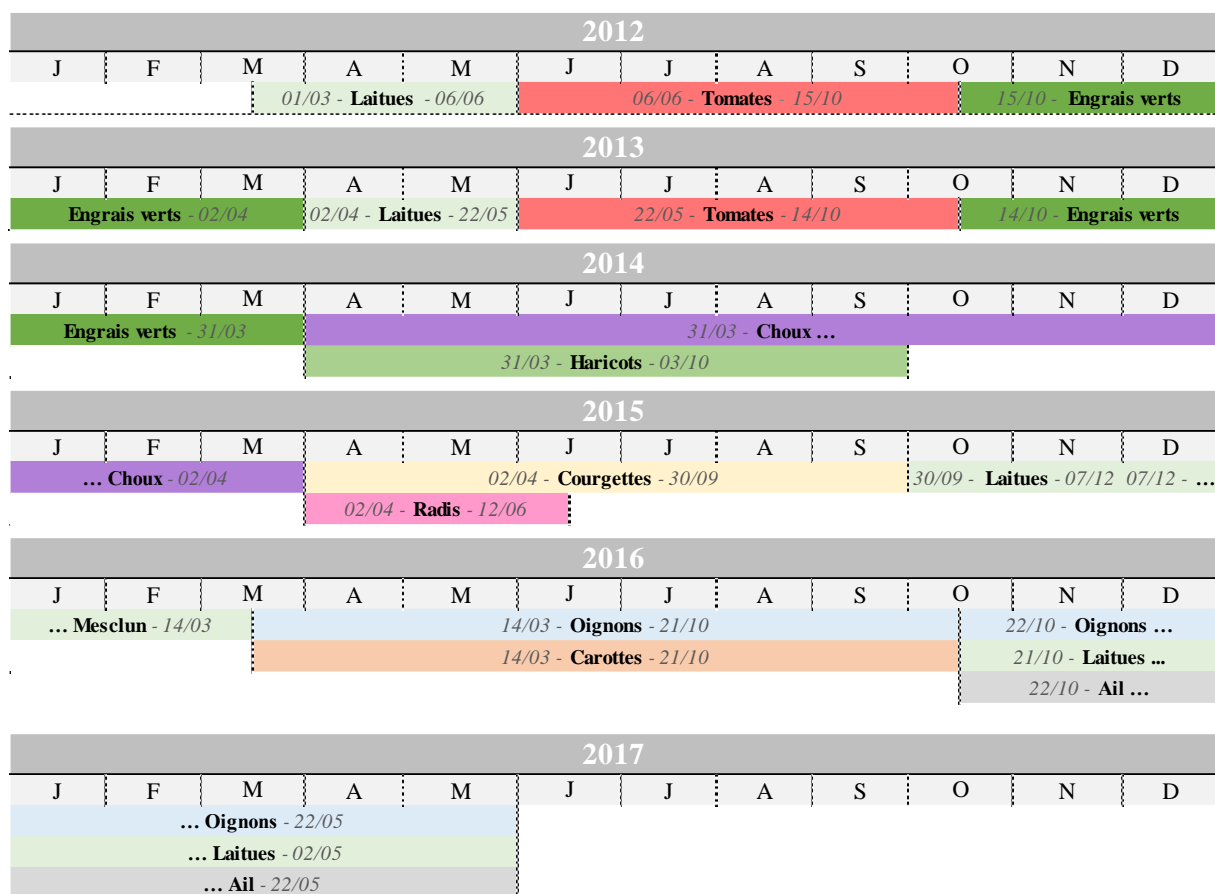 2012
J F M A M J J A S O N D
01/03 - Laitues - 06/06 06/06 - Tomates - 15/10 15/10 - Engrais verts
2013
J F M A M J J A S O N D
Engrais verts - 02/04 02/04 - Laitues - 22/05 22/05 - Tomates - 14/10 14/10 - Engrais verts
2014
J F M A M J J A S O N D
Engrais verts - 31/03 31/03 - Choux ...
31/03 - Haricots - 03/10
2015
J F M A M J J A S O N D
... Choux - 02/04 02/04 - Courgettes - 30/09 30/09 - Laitues - 07/12 07/12 - ...
02/04 - Radis - 12/06
2016
J F M A M J J A S O N D
... Mesclun - 14/03 14/03 - Oignons - 21/10 22/10 - Oignons ...
14/03 - Carottes - 21/10 21/10 - Laitues ...
22/10 - Ail ...
2017
J F M A M J J A S O N D
... Oignons - 22/05
... Laitues - 02/05
... Ail - 22/05